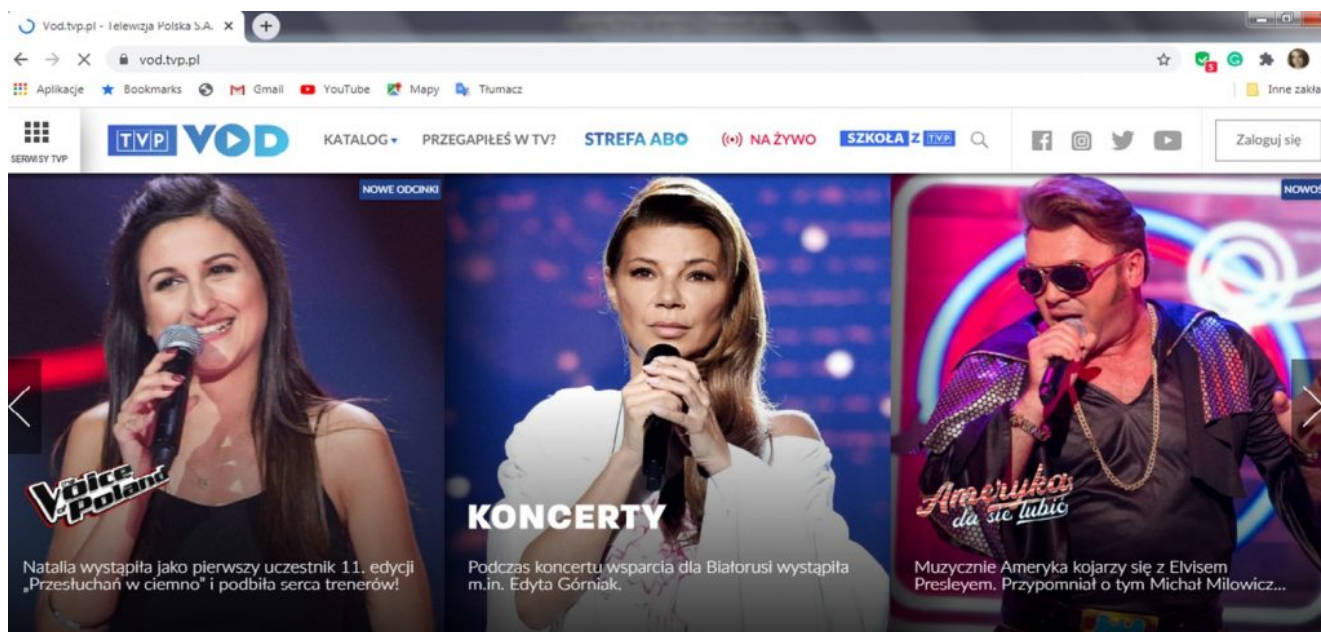 Vod.tvp.pl - Telewizja Polska S.A.
vod.tvp.pl
Aplikacje Bookmarks Gmail YouTube Mapy Tłumacz Inne zakła
SERWISY TVP
TVP VOD KATALOG PRZEGAPIŁEŚ W TV? STREFA ABO NA ŻYWO SZKOŁA Z TVP Zaloguj się
NOWE ODCINKI
NOWOŚ
The Voice of Poland
Natalia wystąpiła jako pierwszy uczestnik 11. edycji
„Przesłuchań w ciemno” i podbiła serca trenerów!
KONCERTY
Podczas koncertu wsparcia dla Białorusi wystąpiła
m.in. Edyta Górniak.
Ameryka
da się lubić
Muzycznie Ameryka kojarzy się z Elvisem
Presleyem. Przypomniał o tym Michał Milowicz...